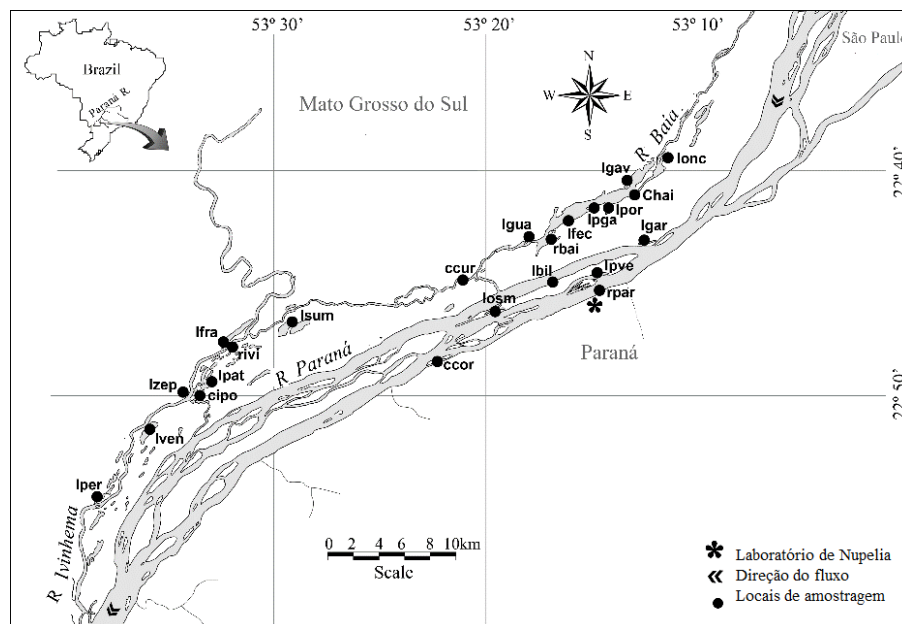 53° 30
53° 20
53° 10
São Paulo
Brazil
Paraná R.
Mato Grosso do Sul
N
W
E
S
R Baia
22° 40
lonc
lgav
Chai
lpga
lpor
lfec
lgua
rbai
lgar
ccur
lbil
lpve
rpar
losm
lsum
lfra
rivi
R Paraná
Paraná
ccor
lpat
lzep
cipo
22° 50
lven
lper
R Ivinhema
0 2 4 6 8 10km
Scale
Laboratório de Nupelia
Direção do fluxo
Locais de amostragem